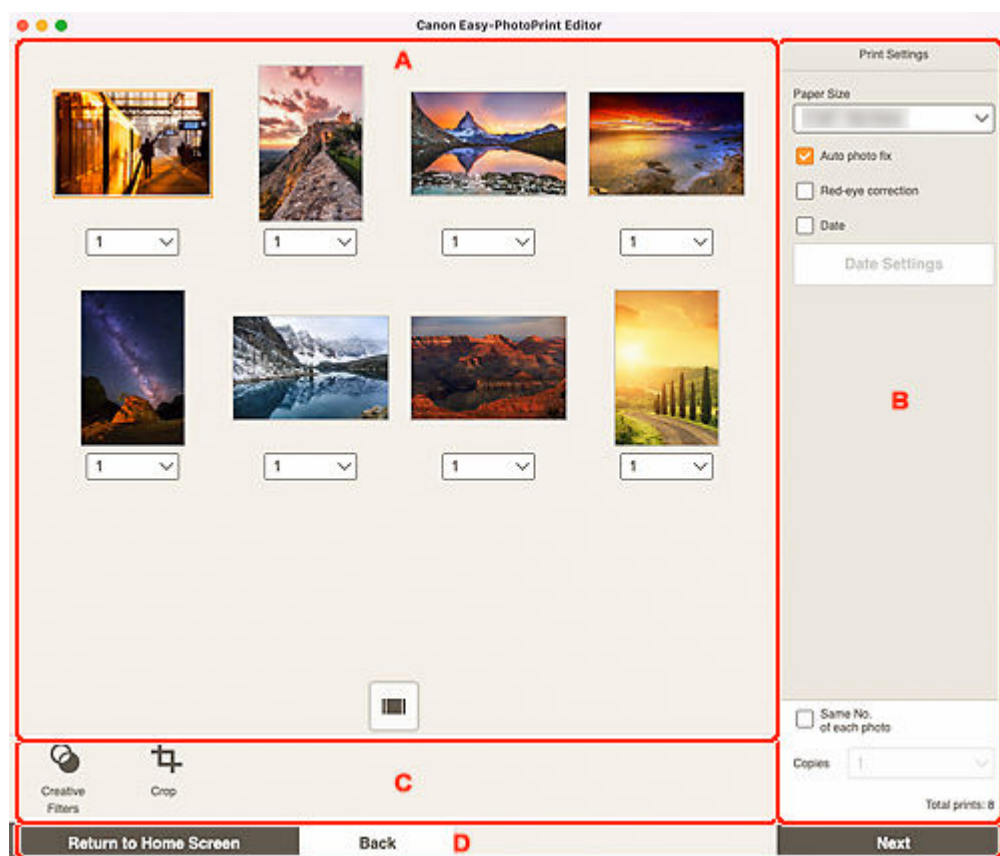 Canon Easy-PhotoPrint Editor
A
Print Settings
Paper Size
Auto photo fix
Red-eye correction
Date
Date Settings
1 1 1 1
B
1 1 1 1
Same No.
of each photo
Copies 1
Total prints: 8
Creative
Filters
Crop
C
Return to Home Screen Back D Next